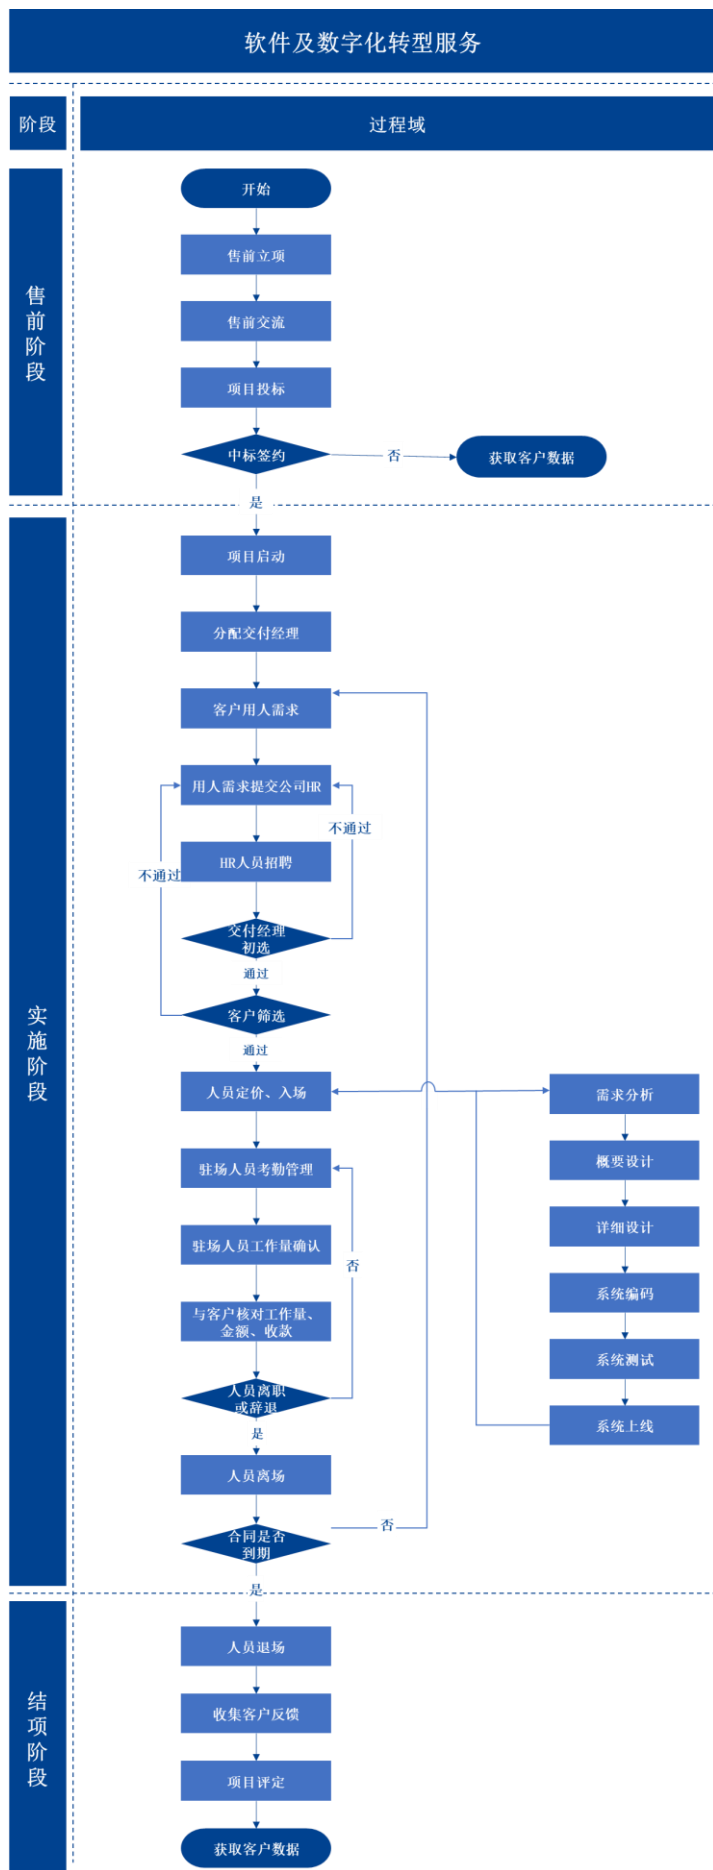 软件及数字化转型服务
阶段
过程域
售前阶段
开始
售前立项
售前交流
项目投标
中标签约
否
获取客户数据
是
实施阶段
项目启动
分配交付经理
客户用人需求
用人需求提交公司HR
不通过
HR人员招聘
不通过
交付经理
初选
通过
客户筛选
通过
人员定价、入场
需求分析
概要设计
驻场人员考勤管理
详细设计
驻场人员工作量确认
否
系统编码
与客户核对工作量、
金额、收款
系统测试
人员离职
或辞退
系统上线
是
人员离场
否
合同是否
到期
是
结项阶段
人员退场
收集客户反馈
项目评定
获取客户数据